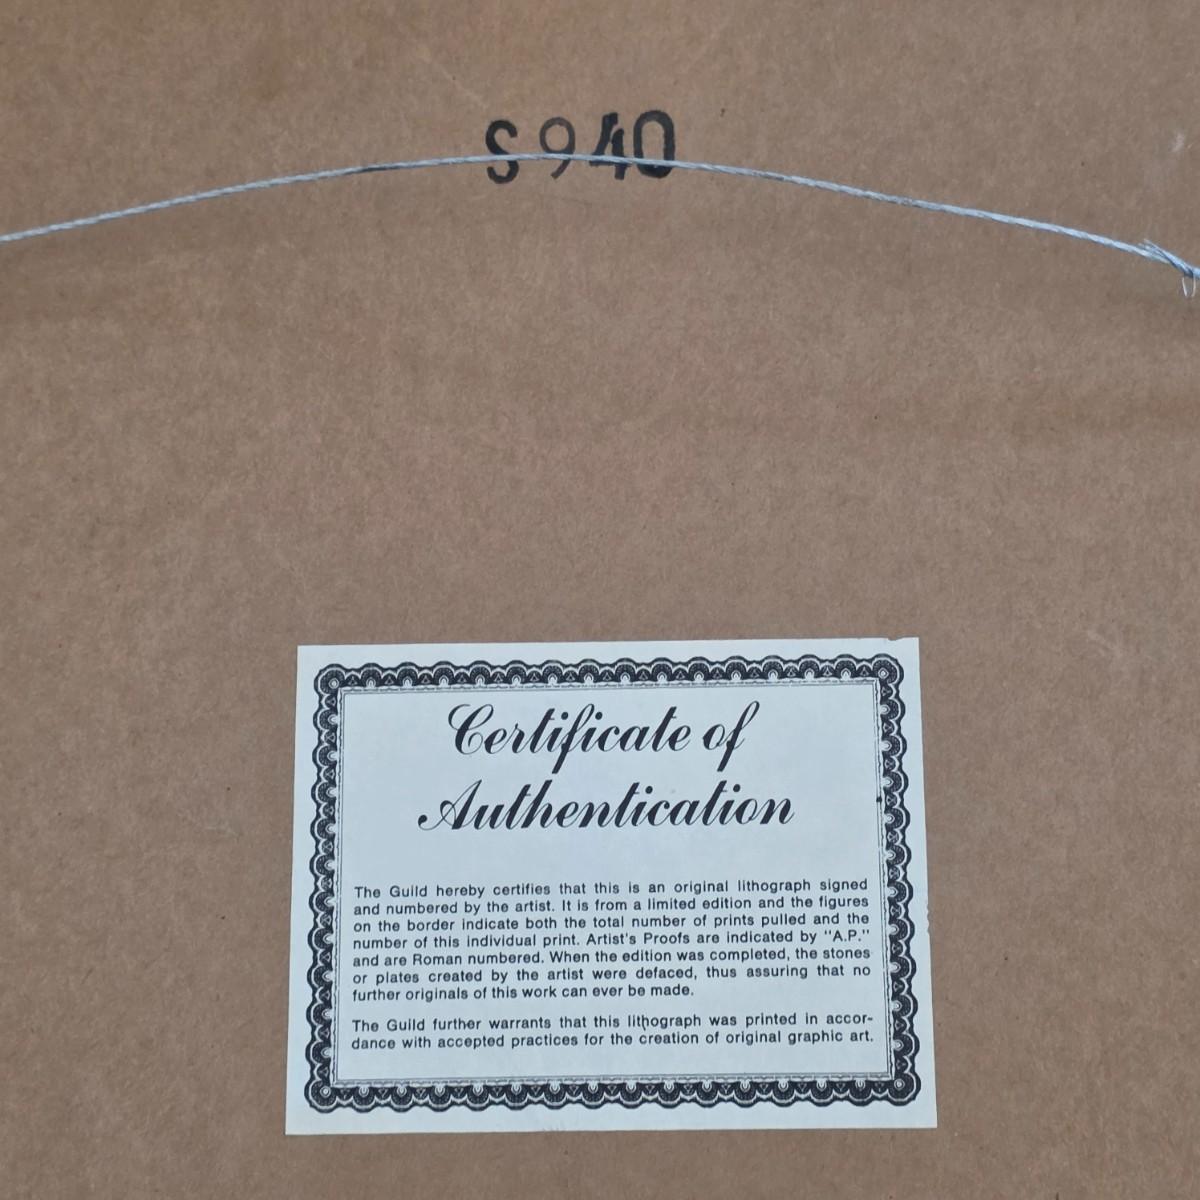 S940
Certificate of
Authentication
The Guild hereby certifies that this is an original lithograph signed
and numbered by the artist. It is from a limited edition and the figures
on the border indicate both the total number of prints pulled and the
number of this individual print. Artist's Proofs are indicated by "A.P."
and are Roman numbered. When the edition was completed, the stones
or plates created by the artist were defaced, thus assuring that no
further originals of this work can ever be made.
The Guild further warrants that this lithograph was printed in accor-
dance with accepted practices for the creation of original graphic art.